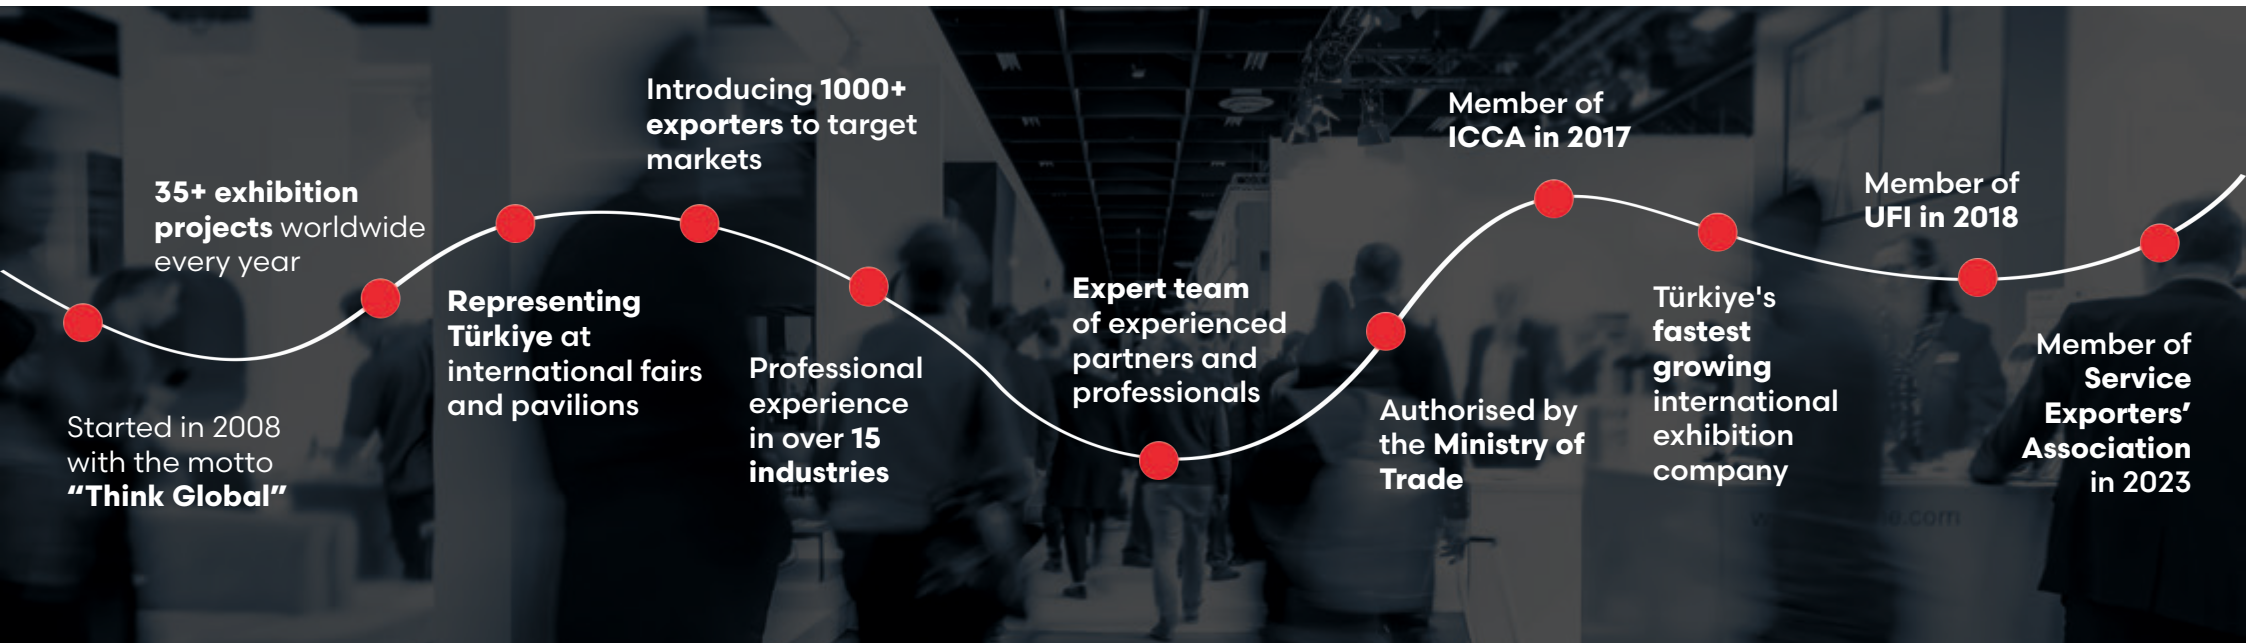 Started in 2008
with the motto
“Think Global”
35+ exhibition
projects worldwide
every year
Representing
Türkiye at
international fairs
and pavilions
Introducing 1000+
exporters to target
markets
Professional
experience
in over 15
industries
Expert team
of experienced
partners and
professionals
Authorised by
the Ministry of
Trade
Member of
ICCA in 2017
Türkiye's
fastest
growing
international
exhibition
company
Member of
UFI in 2018
Member of
Service
Exporters’
Association
in 2023